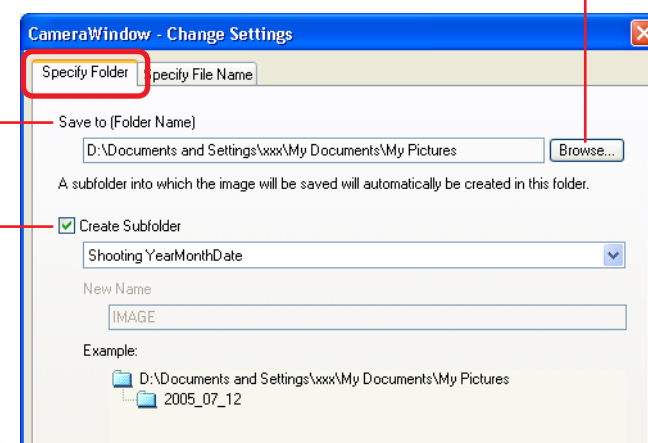 CameraWindow - Change Settings
Specify Folder Specify File Name
Save to (Folder Name)
D:\Documents and Settings\xxx\My Documents\My Pictures Browse...
A subfolder into which the image will be saved will automatically be created in this folder.
Create Subfolder
Shooting YearMonthDate
New Name
IMAGE
Example:
D:\Documents and Settings\xxx\My Documents\My Pictures
2005_07_12